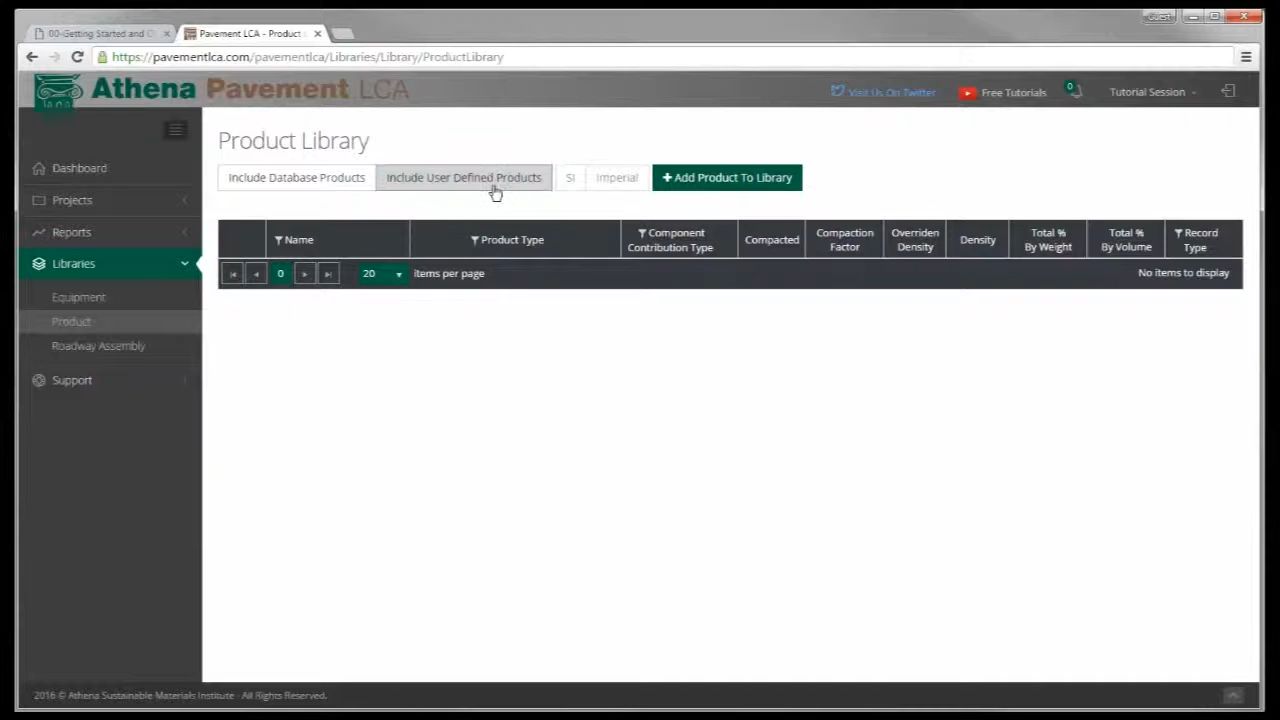 Guest
00-Getting Started and O
Pavement LCA - Product
https://pavementlca.com/pavementlca/Libraries/Library/ProductLibrary
Athena Pavement LCA
Visit Us On Twitter
Free Tutorials
0
Tutorial Session
Dashboard
Projects
Reports
Libraries
Equipment
Product
Roadway Assembly
Support
Product Library
Include Database Products
Include User Defined Products
SI
Imperial
+ Add Product To Library
Name
Product Type
Component
Contribution Type
Compacted
Compaction
Factor
Overriden
Density
Density
Total %
By Weight
Total %
By Volume
Record
Type
0
20
items per page
No items to display
2016 © Athena Sustainable Materials Institute - All Rights Reserved.